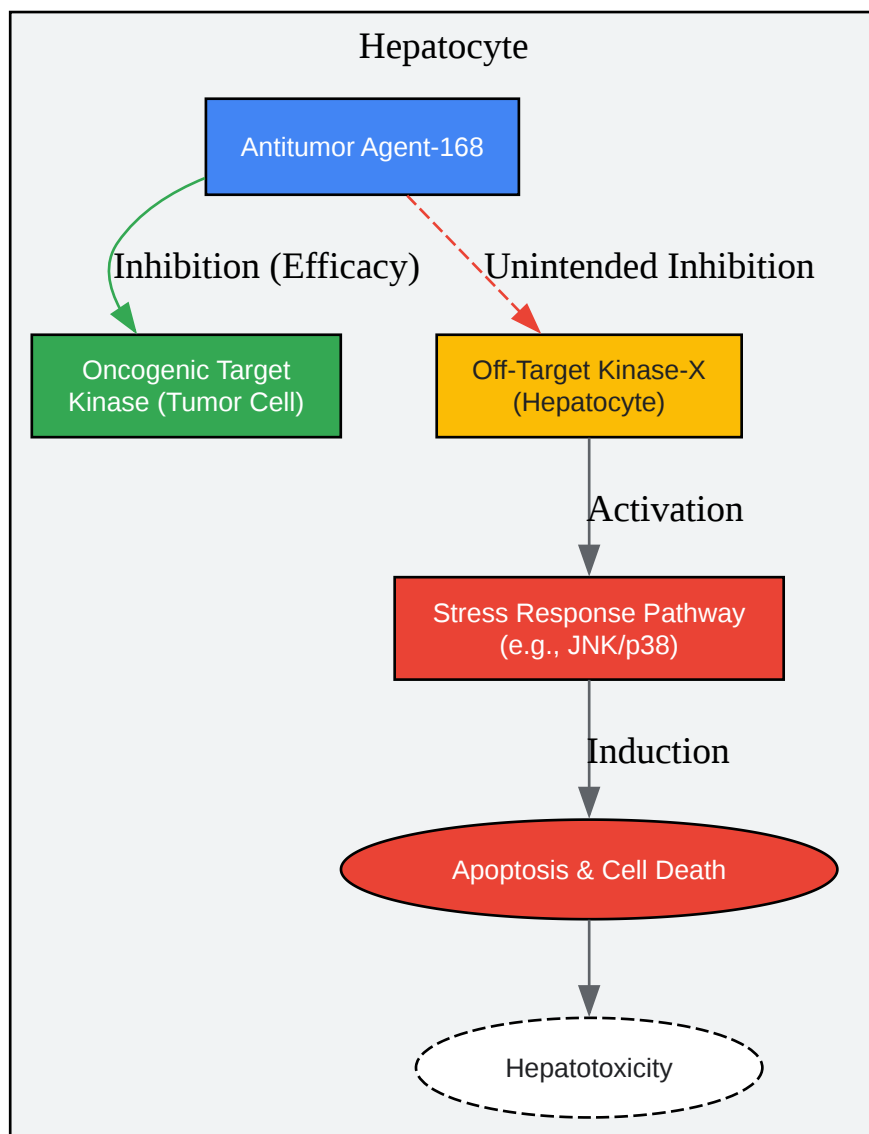 Hepatocyte
Antitumor Agent-168
Inhibition (Efficacy)
Unintended Inhibition
Oncogenic Target
Kinase (Tumor Cell)
Off-Target Kinase-X
(Hepatocyte)
Activation
Stress Response Pathway
(e.g., JNK/p38)
Induction
Apoptosis & Cell Death
Hepatotoxicity